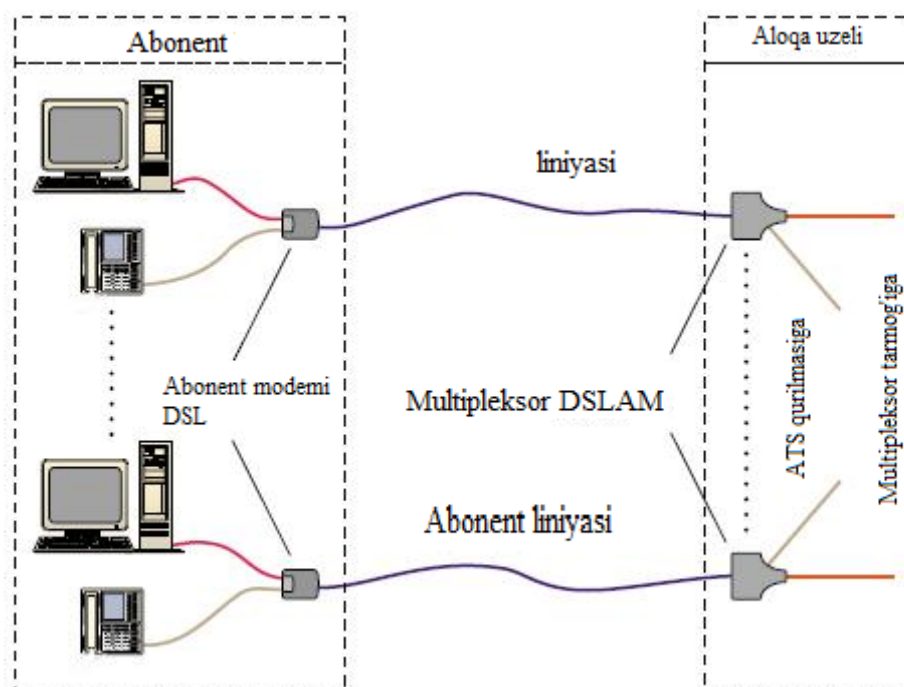 Abonent
Aloqa uzeli
liniyasi
Abonent modemi
DSL
Multipleksor DSLAM
ATS qurilmasiga
Multipleksor tarmog'iga
Abonent liniyasi